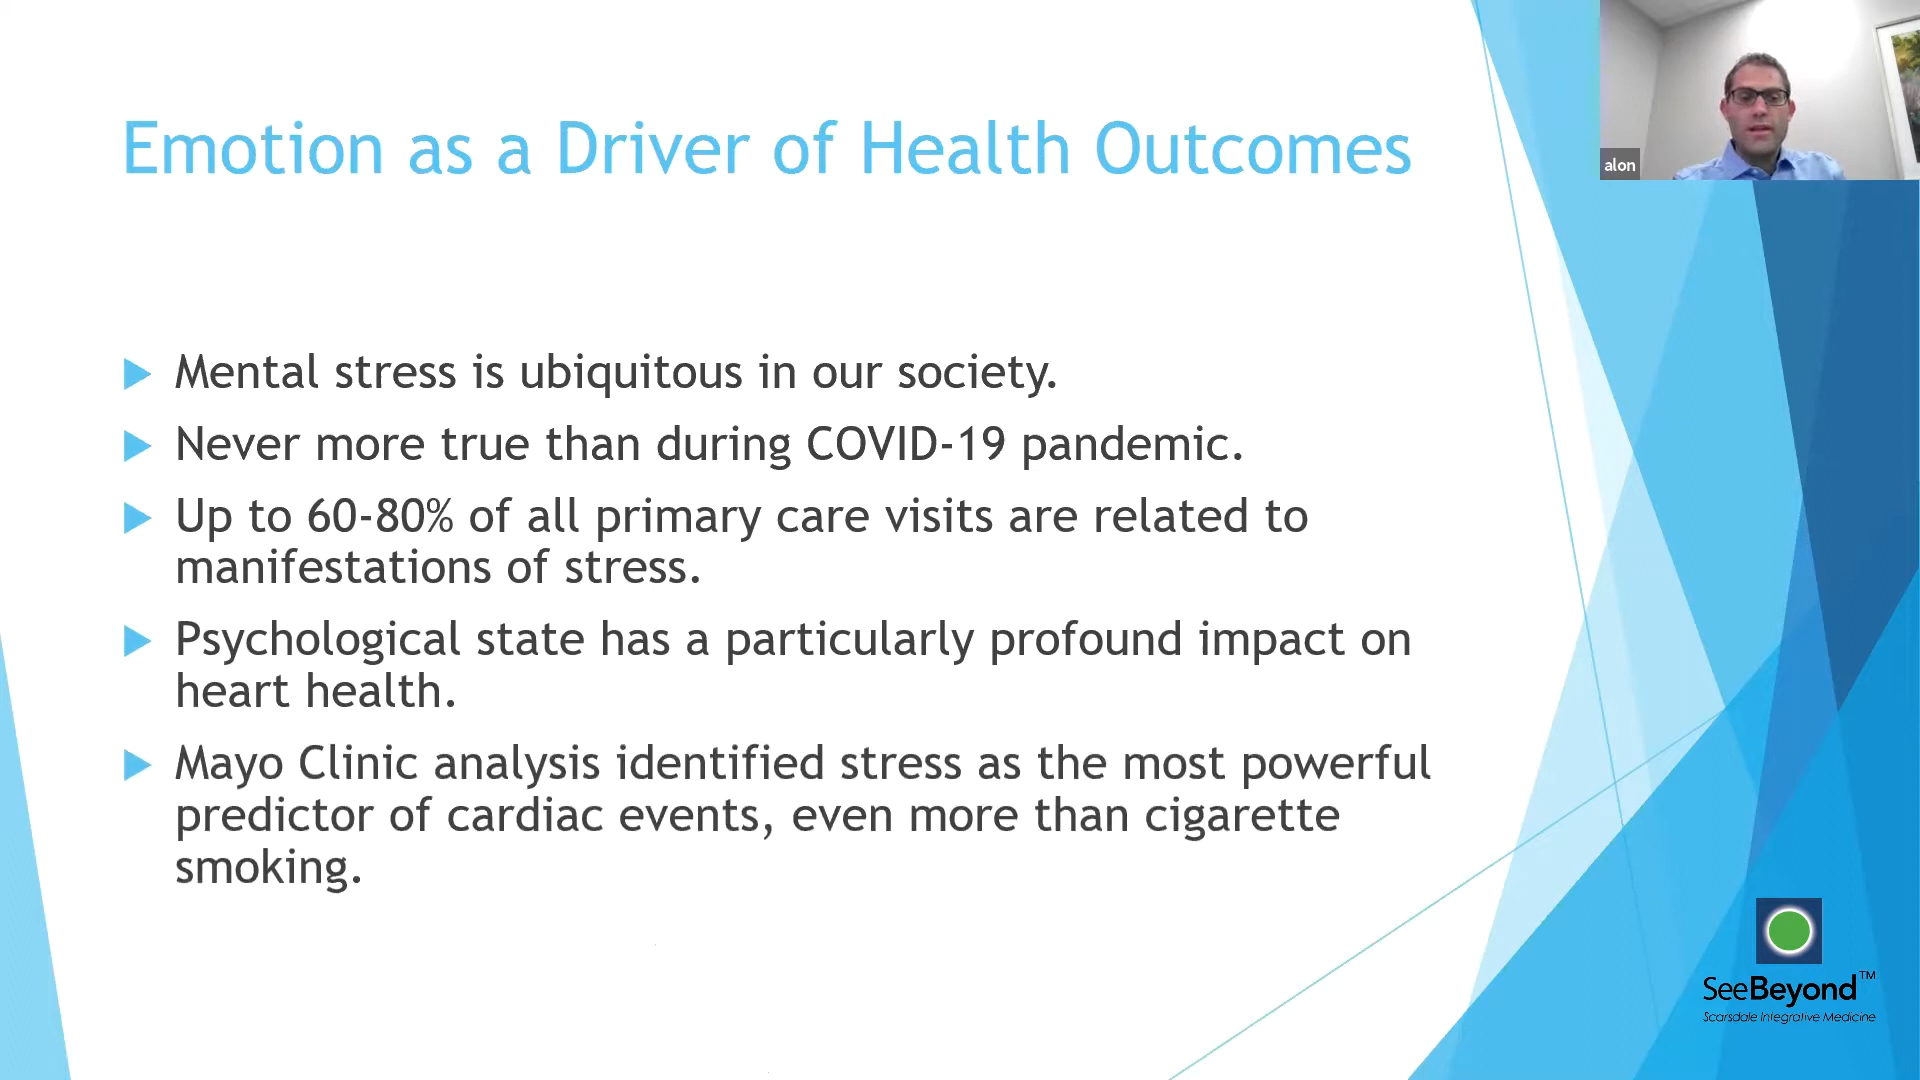 Emotion as a Driver of Health Outcomes
alon
Mental stress is ubiquitous in our society.
Never more true than during COVID-19 pandemic.
Up to 60-80% of all primary care visits are related to
manifestations of stress.
Psychological state has a particularly profound impact on
heart health.
Mayo Clinic analysis identified stress as the most powerful
predictor of cardiac events, even more than cigarette
smoking.
SeeBeyond™
Scarsdale Integrative Medicine